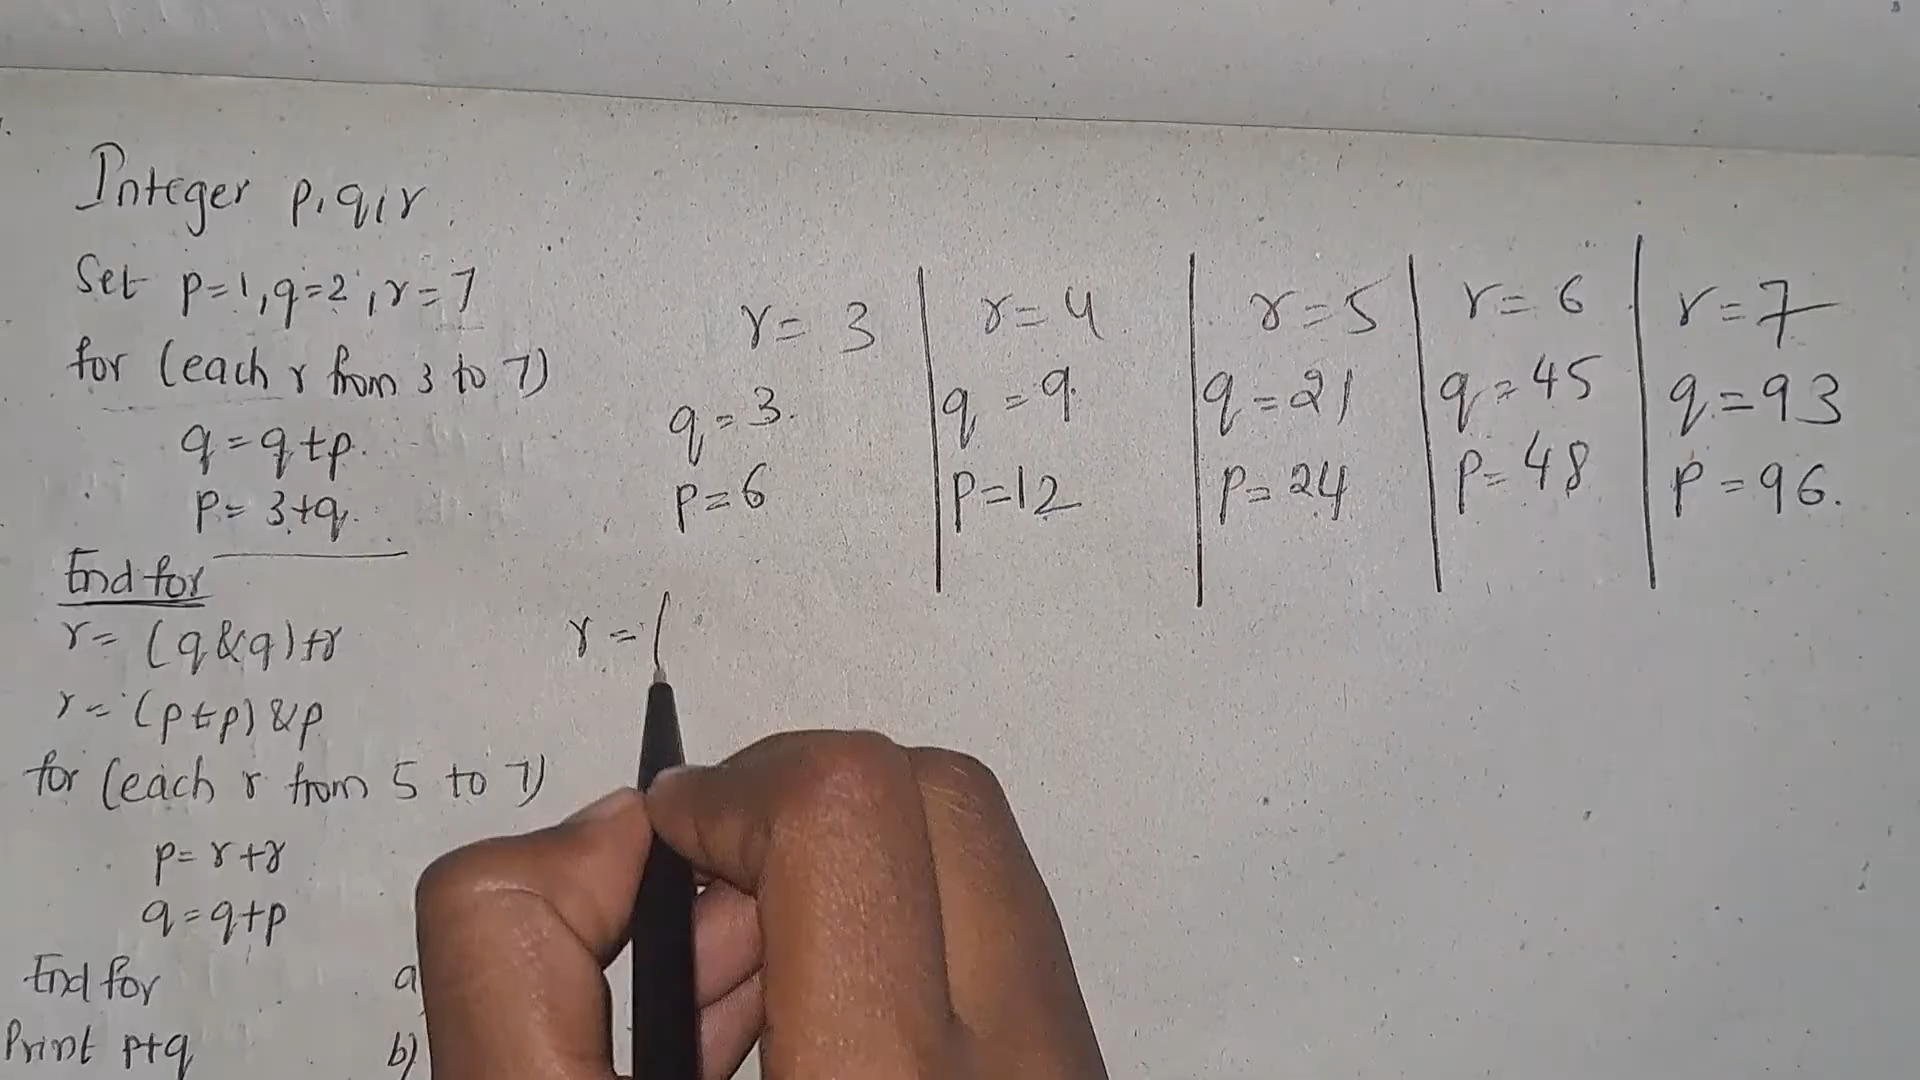 Integer p,q,r
Set p=1,q=2,r=7
for (each r from 3 to 7)
q=q+p
p=3+q
End for
r=(q&q)+r
r=(p+p)&p
for (each r from 5 to 7)
p=r+r
q=q+p
End for
Print p+q
a
b)
r=3
q=3.
p=6
r=4
q=9
p=12
r=5
q=21
p=24
r=6
q=45
p=48
r=7
q=93
p=96.
r=(